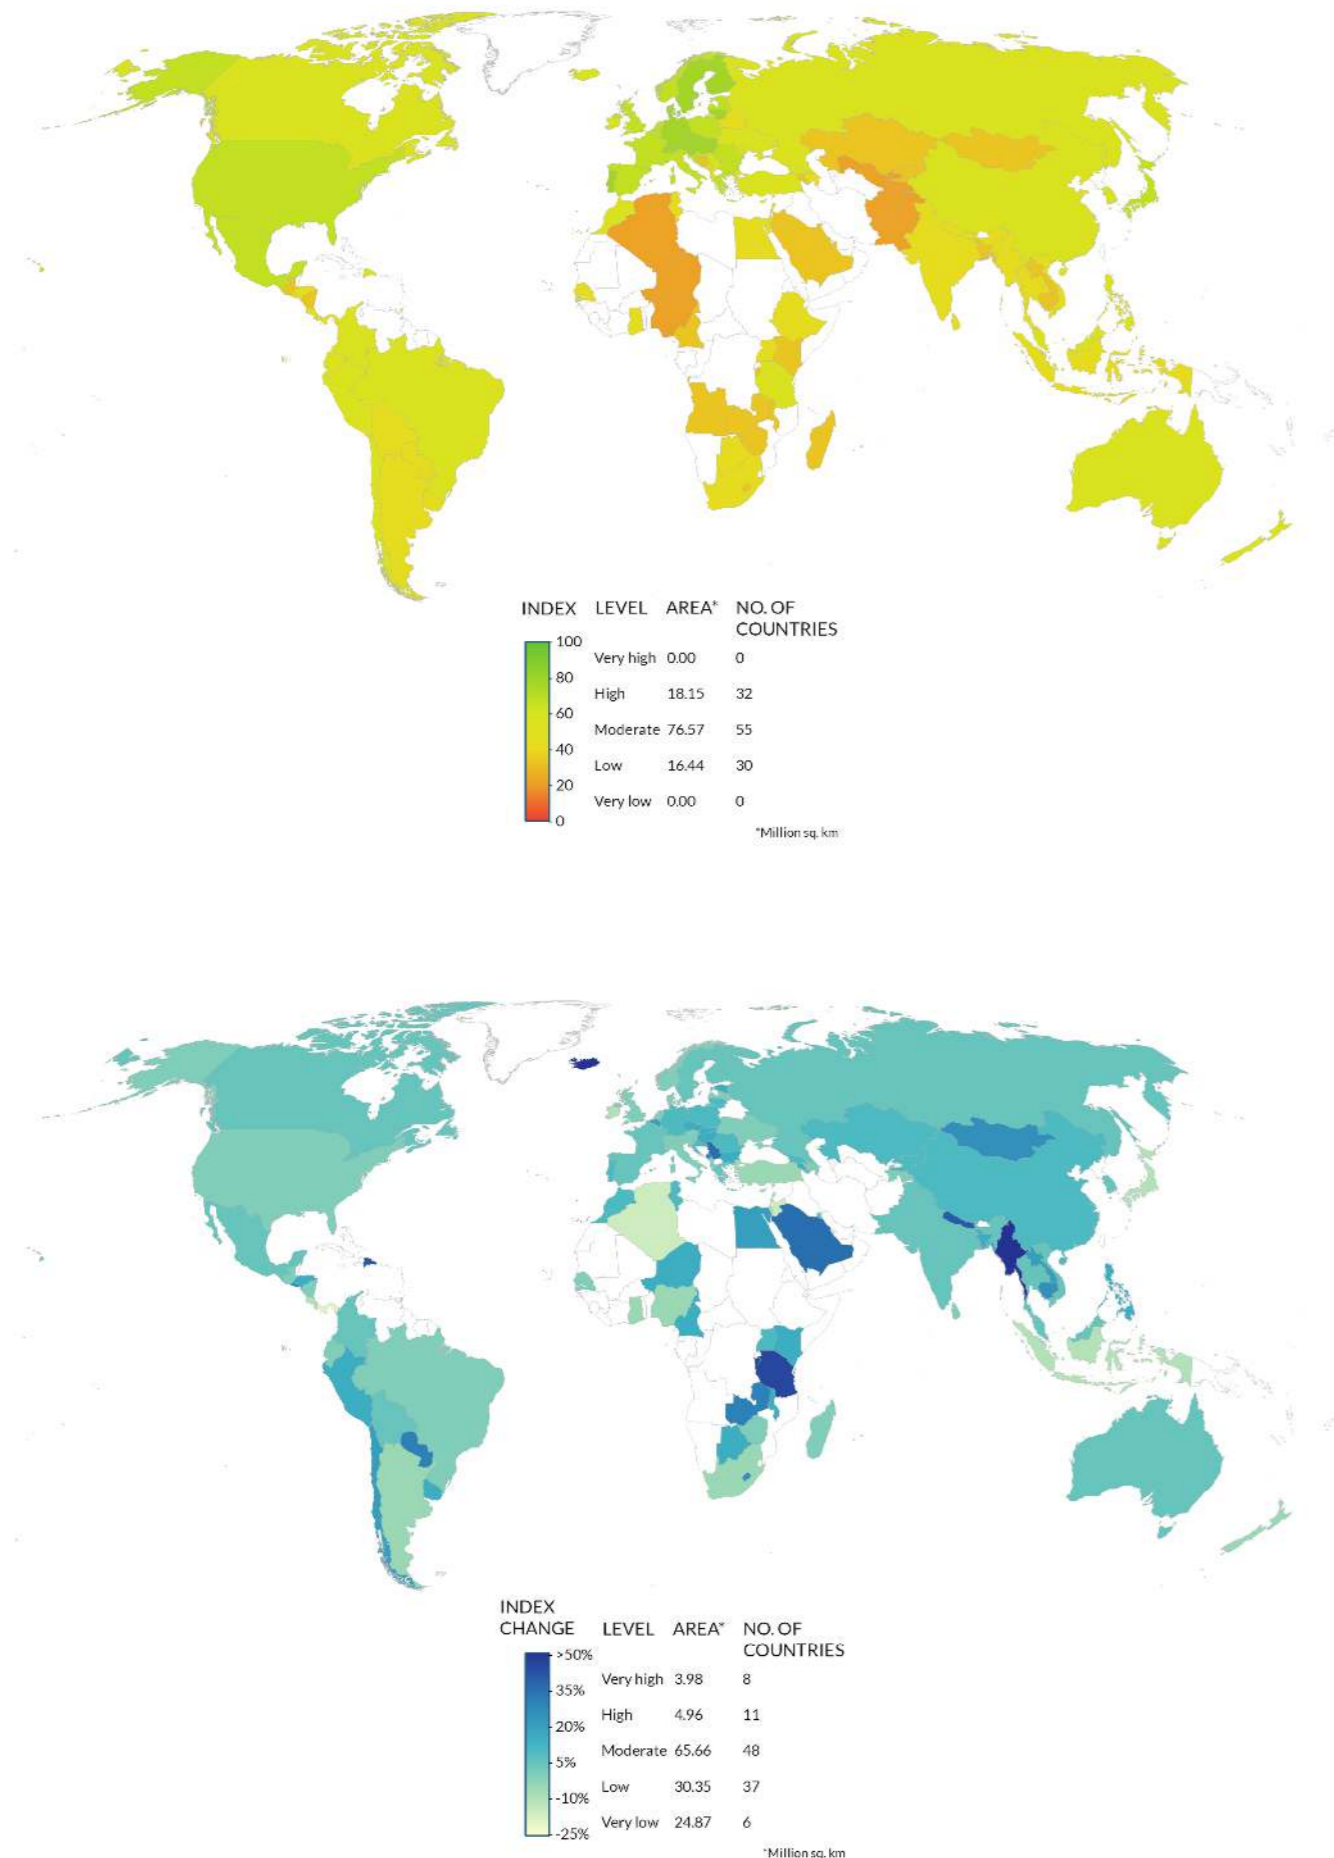 INDEX LEVEL AREA* NO. OF
COUNTRIES
100
Very high 0.00 0
80
High 18.15 32
60
Moderate 76.57 55
40
Low 16.44 30
20
Very low 0.00 0
0
*Million sq. km
INDEX
CHANGE LEVEL AREA* NO. OF
COUNTRIES
>50%
Very high 3.98 8
35%
High 4.96 11
20%
Moderate 65.66 48
5%
Low 30.35 37
-10%
Very low 24.87 6
-25%
*Million sq. km